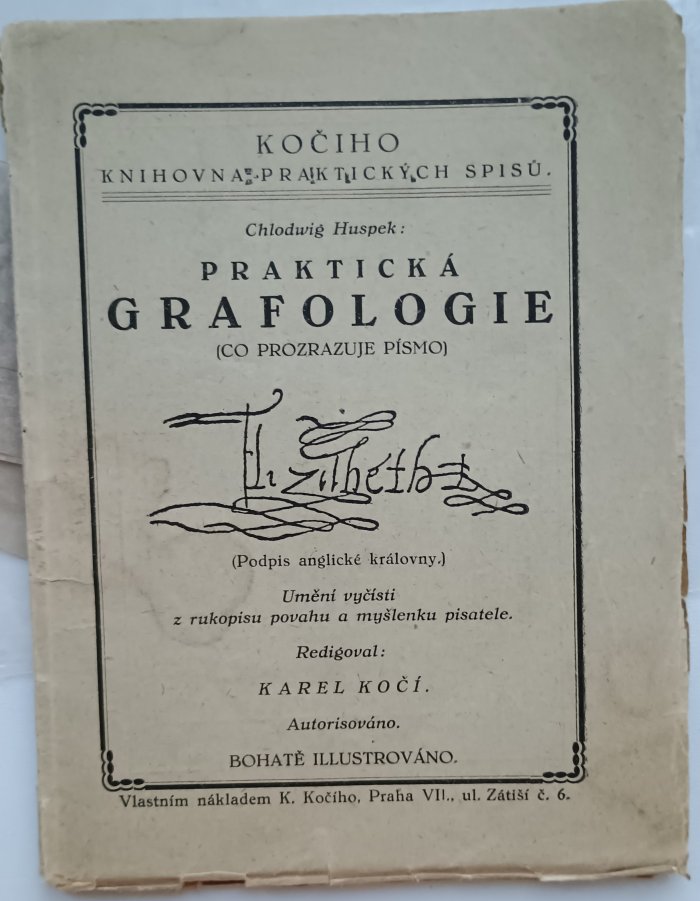 KOČIHO
KNIHOVNA PRAKTICKÝCH SPISŮ.
Chlodwig Huspek:
PRAKTICKÁ
GRAFOLOGIE
(CO PROZRAZUJE PÍSMO)
Elizabeth
(Podpis anglické královny.)
Umění vyčísti
z rukopisu povahu a myšlenku pisatele.
Redigoval:
KAREL KOČÍ.
Autorisováno.
BOHATĚ ILLUSTROVÁNO.
Vlastním nákladem K. Kočího, Praha VII., ul. Zátiší č. 6.